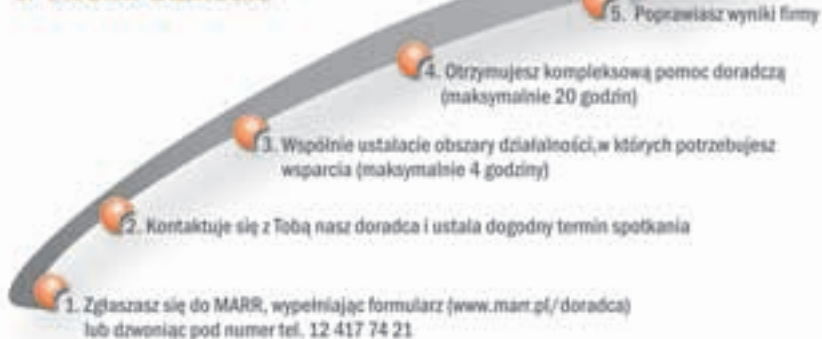 5. Poprawiasz wyniki firmy
4. Otrzymujesz kompleksową pomoc doradczą
(maksymalnie 20 godzin)
3. Wspólnie ustalacie obszary działalności,w których potrzebujesz
wsparcia (maksymalnie 4 godziny)
2. Kontaktuje się z Tobą nasz doradca i ustala dogodny termin spotkania
1. Zgłaszasz się do MARR, wypełniając formularz (www.marr.pl/doradca)
lub dzwoniąc pod numer tel. 12 417 74 21